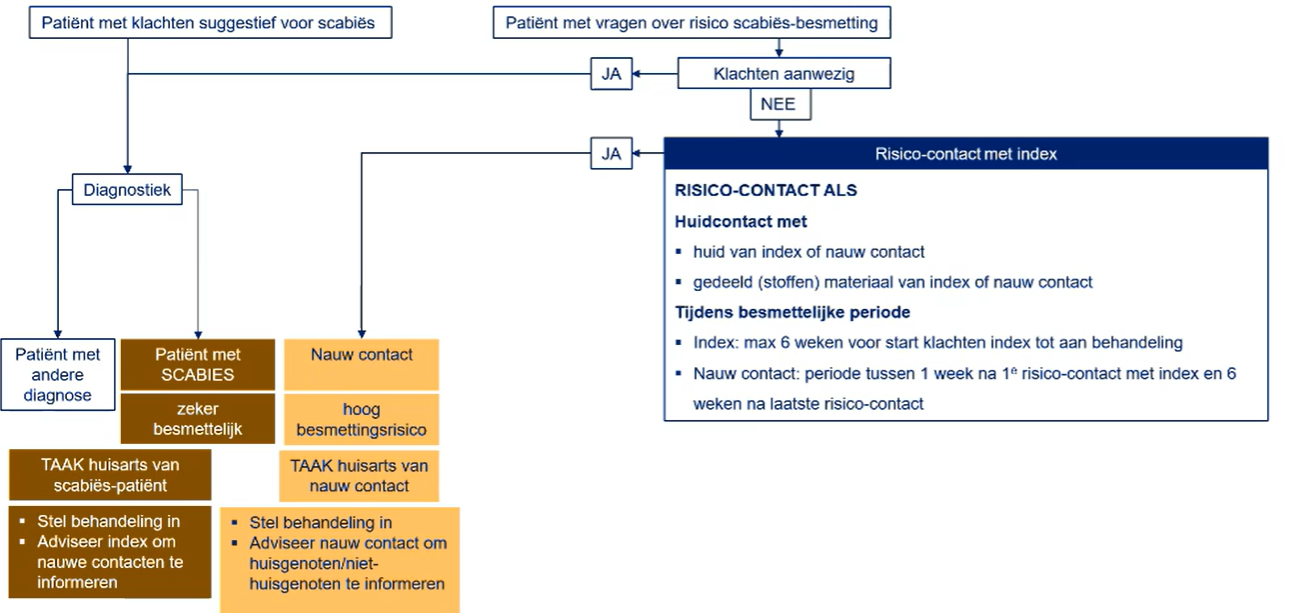 Patiënt met klachten suggestief voor scabiës
Patiënt met vragen over risico scabiës-besmetting
JA
Klachten aanwezig
NEE
JA
Risico-contact met index
RISICO-CONTACT ALS
Huidcontact met
▪ huid van index of nauw contact
▪ gedeeld (stoffen) materiaal van index of nauw contact
Tijdens besmettelijke periode
▪ Index: max 6 weken voor start klachten index tot aan behandeling
▪ Nauw contact: periode tussen 1 week na 1e risico-contact met index en 6
weken na laatste risico-contact
Diagnostiek
Patiënt met
andere
diagnose
Patiënt met
SCABIES
zeker
besmettelijk
TAAK huisarts van
scabiës-patiënt
▪ Stel behandeling in
▪ Adviseer index om
nauwe contacten te
informeren
Nauw contact
hoog
besmettingsrisico
TAAK huisarts van
nauw contact
▪ Stel behandeling in
▪ Adviseer nauw contact om
huisgenoten/niet-
huisgenoten te informeren